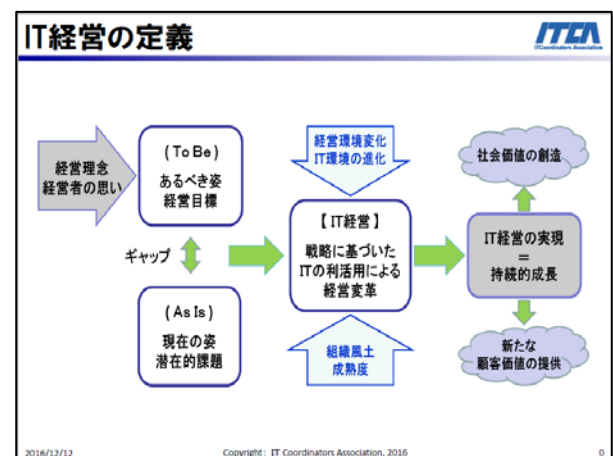 IT経営の定義
ITCA
ITCoordinators Association
経営理念
経営者の思い
(To Be)
あるべき姿
経営目標
ギャップ
(As Is)
現在の姿
潜在的課題
経営環境変化
IT環境の進化
【IT経営】
戦略に基づいた
ITの利活用による
経営変革
組織風土
成熟度
社会価値の創造
IT経営の実現
＝
持続的成長
新たな
顧客価値の提供
2016/12/12
Copyright: IT Coordinators Association, 2016
0